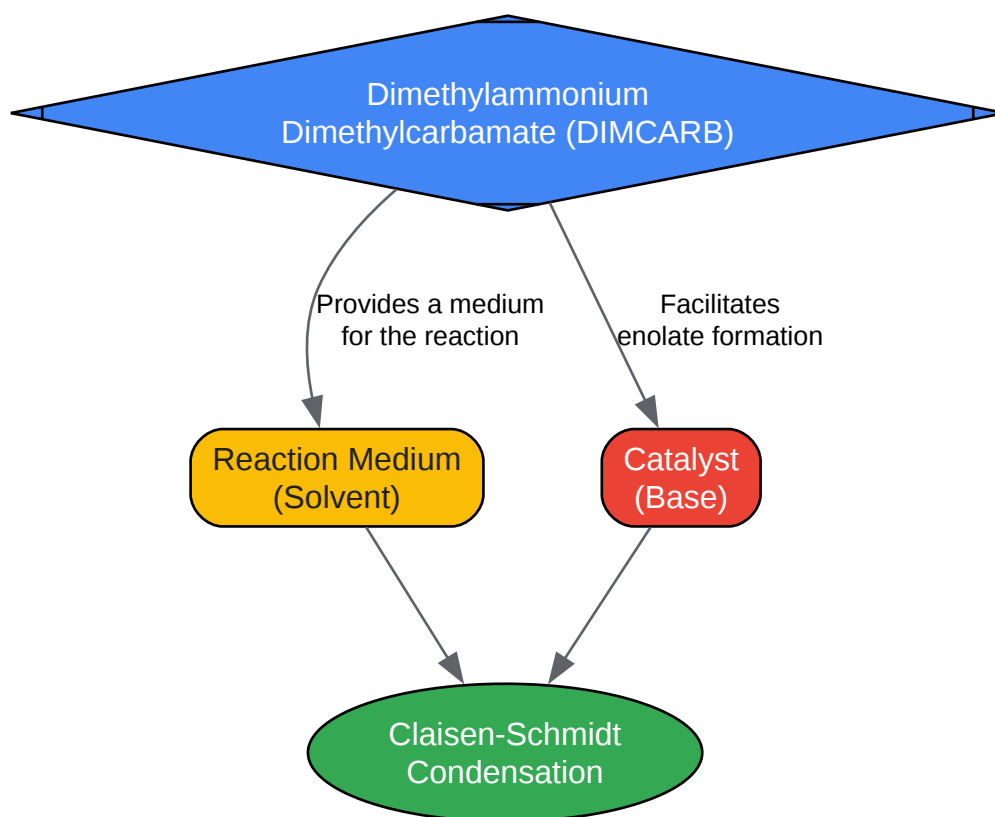 Dimethylammonium
Dimethylcarbamate (DIMCARB)
Provides a medium
for the reaction
Facilitates
enolate formation
Reaction Medium
(Solvent)
Catalyst
(Base)
Claisen-Schmidt
Condensation